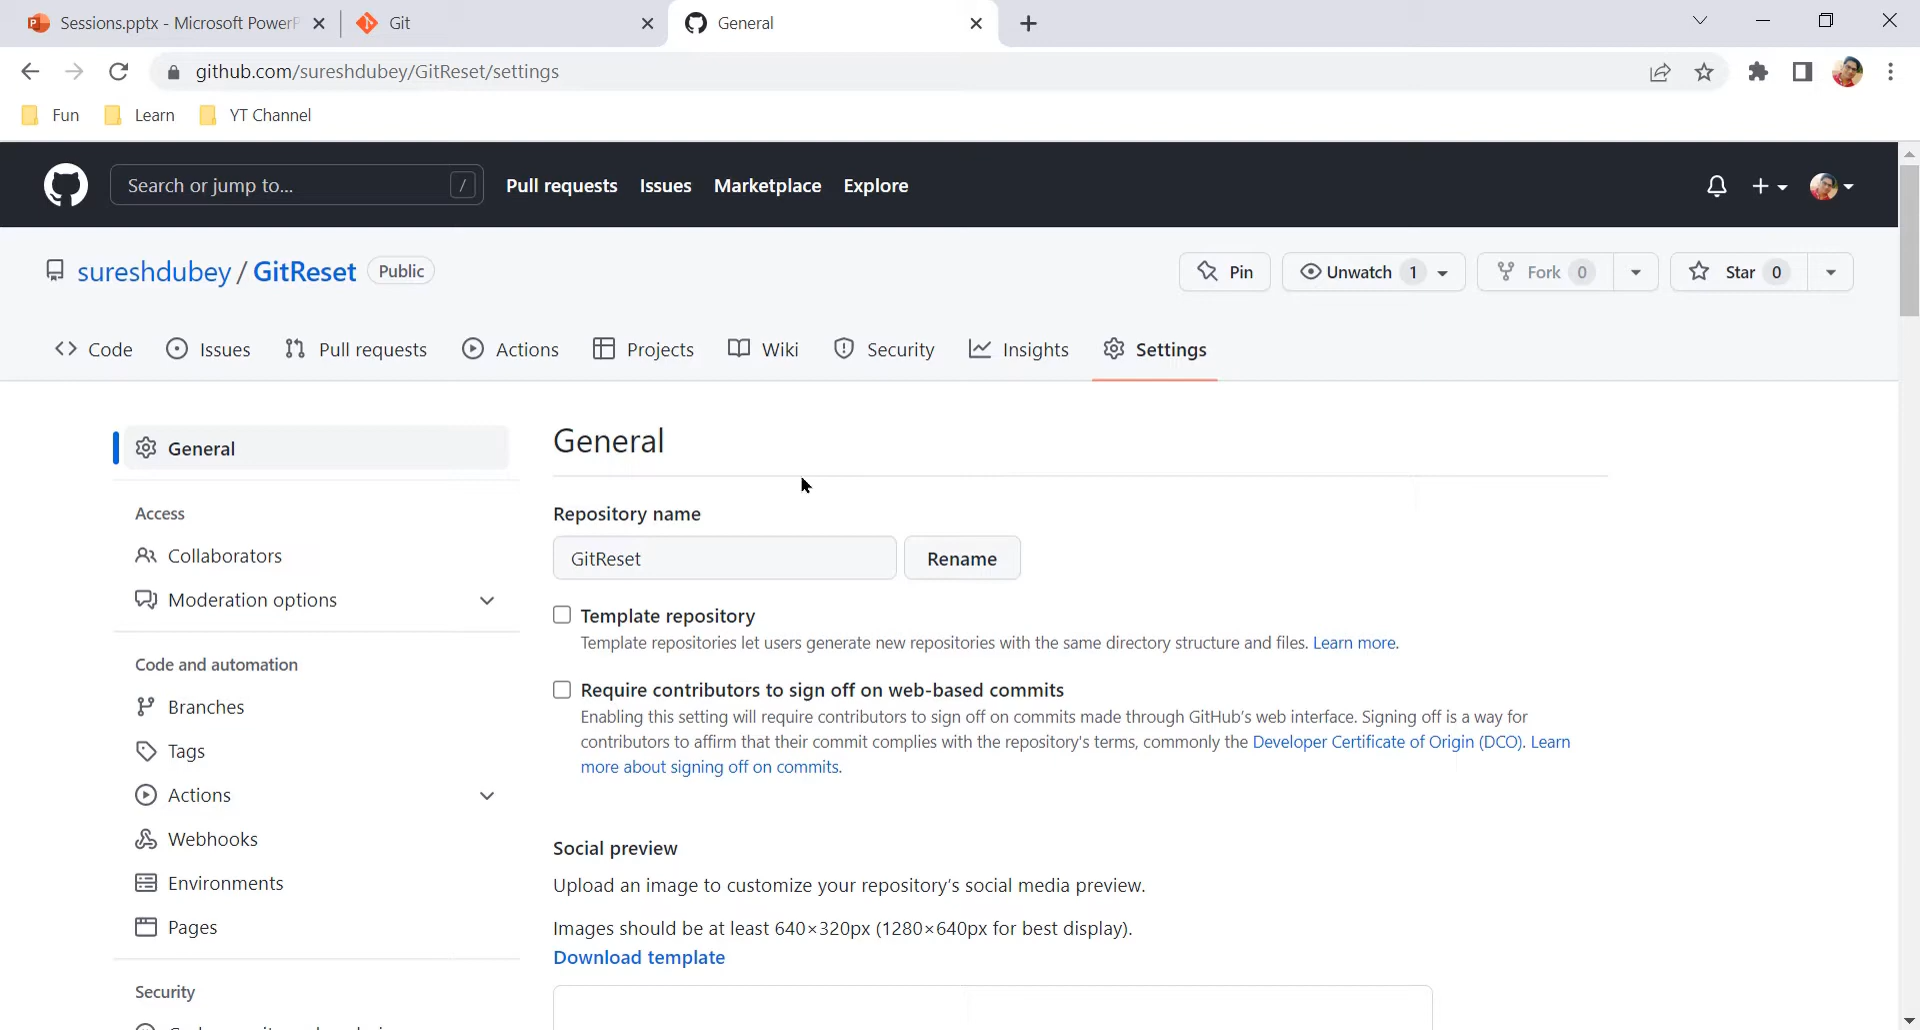 Sessions.pptx - Microsoft PowerP
Git
General
github.com/sureshdubey/GitReset/settings
Fun
Learn
YT Channel
Search or jump to...
/
Pull requests
Issues
Marketplace
Explore
sureshdubey / GitReset
Public
Pin
Unwatch 1
Fork 0
Star 0
Code
Issues
Pull requests
Actions
Projects
Wiki
Security
Insights
Settings
General
Access
Collaborators
Moderation options
Code and automation
Branches
Tags
Actions
Webhooks
Environments
Pages
Security
General
Repository name
GitReset
Rename
Template repository
Template repositories let users generate new repositories with the same directory structure and files. Learn more.
Require contributors to sign off on web-based commits
Enabling this setting will require contributors to sign off on commits made through GitHub's web interface. Signing off is a way for
contributors to affirm that their commit complies with the repository's terms, commonly the Developer Certificate of Origin (DCO). Learn
more about signing off on commits.
Social preview
Upload an image to customize your repository's social media preview.
Images should be at least 640×320px (1280×640px for best display).
Download template